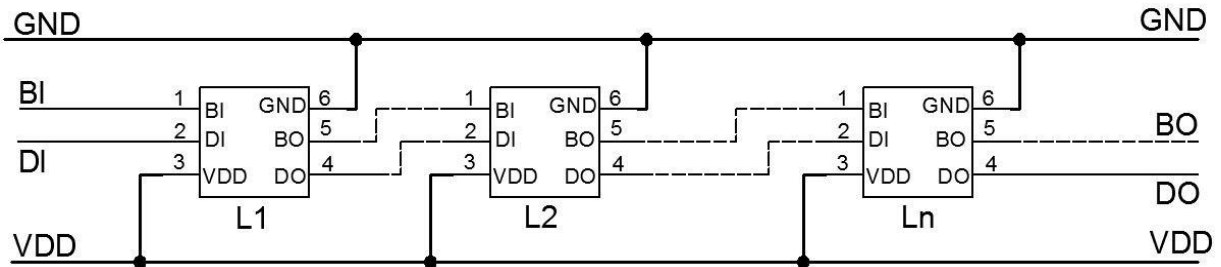 GND GND
BI 1 BI GND 6 1 BI GND 6 1 BI GND 6
2 DI BO 5 2 DI BO 5 2 DI BO 5 BO
DI 3 VDD DO 4 3 VDD DO 4 3 VDD DO 4
DO
L1 L2 Ln
VDD VDD